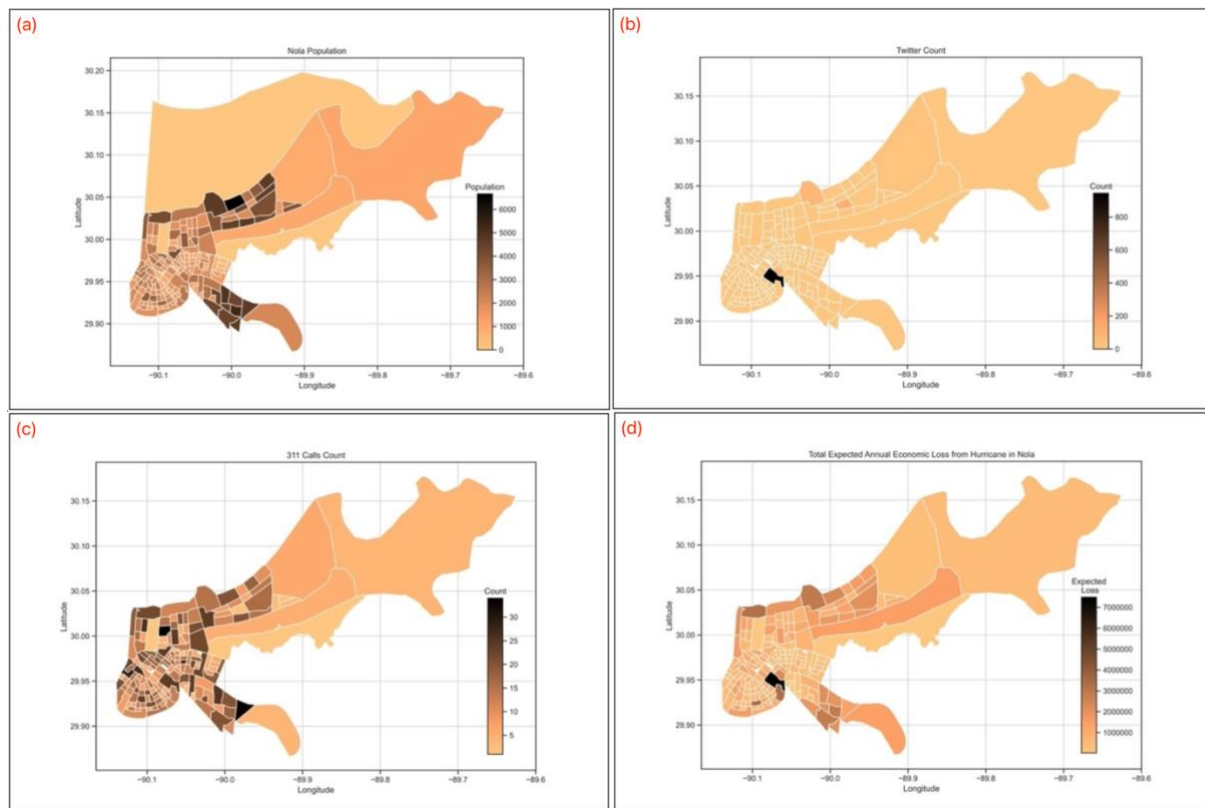 (a)
Nola Population
30.20
30.15
30.10
30.05
30.00
29.95
29.90
Latitude
Population
6000
5000
4000
3000
2000
1000
0
−90.1 −90.0 −89.9 −89.8 −89.7 −89.6
Longitude
(b)
Twitter Count
30.15
30.10
30.05
30.00
29.95
29.90
Latitude
Count
800
600
400
200
0
−90.1 −90.0 −89.9 −89.8 −89.7 −89.6
Longitude
(c)
311 Calls Count
30.15
30.10
30.05
30.00
29.95
29.90
Latitude
Count
30
25
20
15
10
5
−90.1 −90.0 −89.9 −89.8 −89.7 −89.6
Longitude
(d)
Total Expected Annual Economic Loss from Hurricane in Nola
30.15
30.10
30.05
30.00
29.95
29.90
Latitude
Expected
Loss
7000000
6000000
5000000
4000000
3000000
2000000
1000000
−90.1 −90.0 −89.9 −89.8 −89.7 −89.6
Longitude